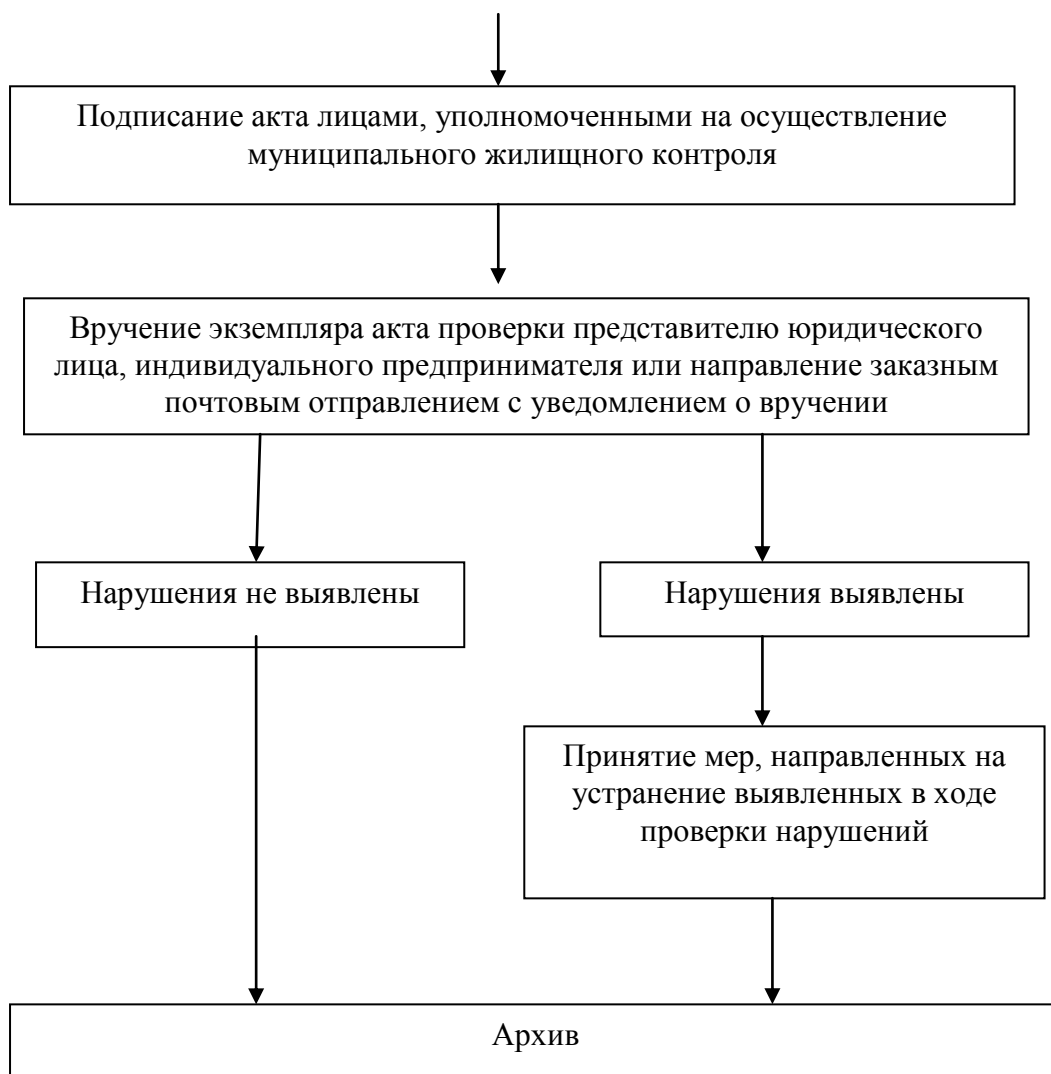 Подписание акта лицами, уполномоченными на осуществление
муниципального жилищного контроля
Вручение экземпляра акта проверки представителю юридического
лица, индивидуального предпринимателя или направление заказным
почтовым отправлением с уведомлением о вручении
Нарушения не выявлены
Нарушения выявлены
Принятие мер, направленных на
устранение выявленных в ходе
проверки нарушений
Архив